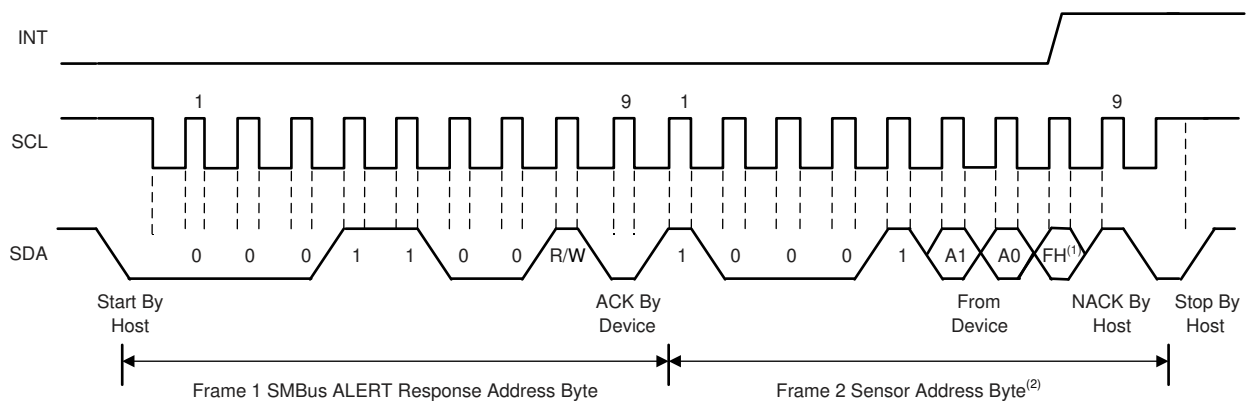 INT
1 9 1 9
SCL
SDA
0 0 0 1 1 0 0 R/W 1 0 0 0 1 A1 A0 FH(1)
Start By
Host
ACK By
Device
From
Device
NACK By
Host
Stop By
Host
Frame 1 SMBus ALERT Response Address Byte
Frame 2 Sensor Address Byte(2)